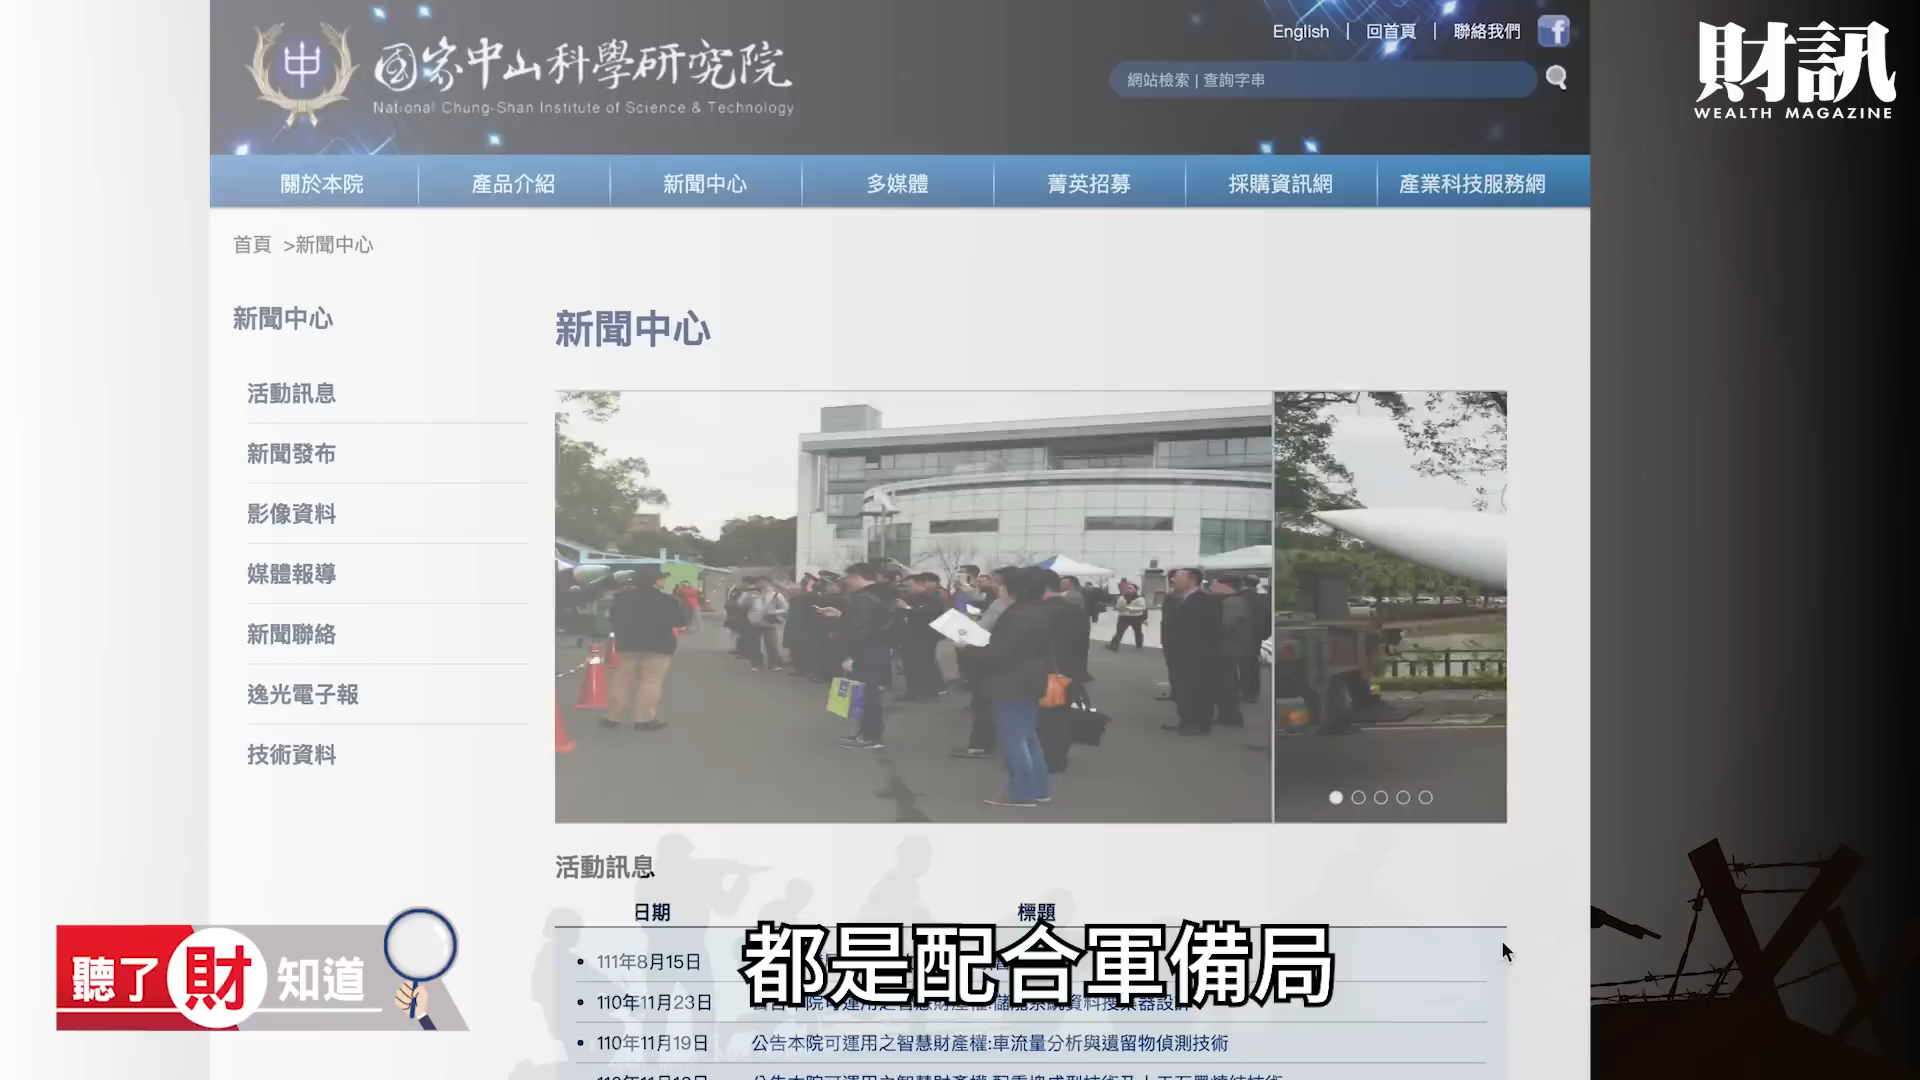 國家中山科學研究院
National Chung-Shan Institute of Science & Technology
English | 回首頁 | 聯絡我們
f
網站檢索 | 查詢字串
財訊
WEALTH MAGAZINE
關於本院
產品介紹
新聞中心
多媒體
菁英招募
採購資訊網
產業科技服務網
首頁 >新聞中心
新聞中心
活動訊息
新聞發布
影像資料
媒體報導
新聞聯絡
逸光電子報
技術資料
新聞中心
活動訊息
日期 標題
111年8月15日
110年11月23日
110年11月19日 公告本院可運用之智慧財產權:車流量分析與遺留物偵測技術
都是配合軍備局
聽了財知道